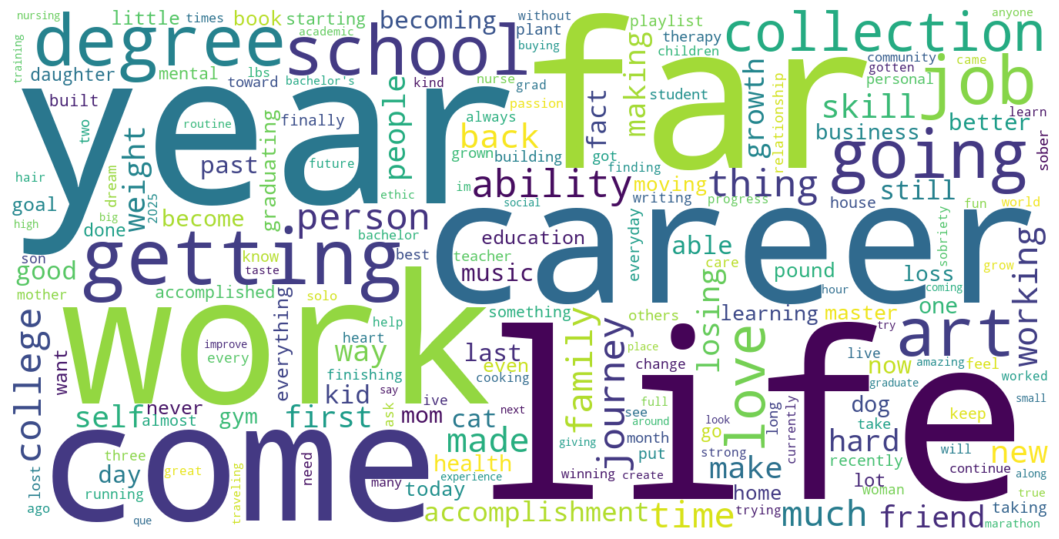 nursing
degree
little
times
book
starting
school
academic
becoming
without
plant
buying
playlist
therapy
children
collection
community
gotten
anyone
training
daughter
mental
lbs
bachelor's
toward
kind
nurse
grad
passion
student
making
growth
personal
came
job
built
people
relationship
skill
learn
year
far
two
routine
finally
always
fact
business
better
sober
weight
past
graduating
future
back
building
got
finding
going
hair
dream
ethic
grown
im
ability
moving
thing
house
still
goal
2025
become
person
social
writing
progress
fun
world
high
big
done
bachelor
education
everyday
able
care
son
good
getting
know
best
teacher
music
career
pound
loss
sobriety
grow
mother
taste
accomplished
solo
something
others
hour
one
coming
work
everything
help
learning
master
working
college
improve
heart
way
last
family
losing
love
art
try
want
every
finishing
say
even
journey
place
change
now
live
amazing
feel
self
never
almost
gym
kid
first
ive
mom
cooking
cat
life
full
graduate
worked
ask
next
see
around
look
go
long
currently
dog
take
keep
small
come
made
month
put
strong
make
hard
will
new
lost
three
day
great
need
health
giving
winning
create
home
recently
continue
along
running
traveling
many
today
experience
trying
lot
woman
taking
true
ago
que
accomplishment
time
much
friend
marathon